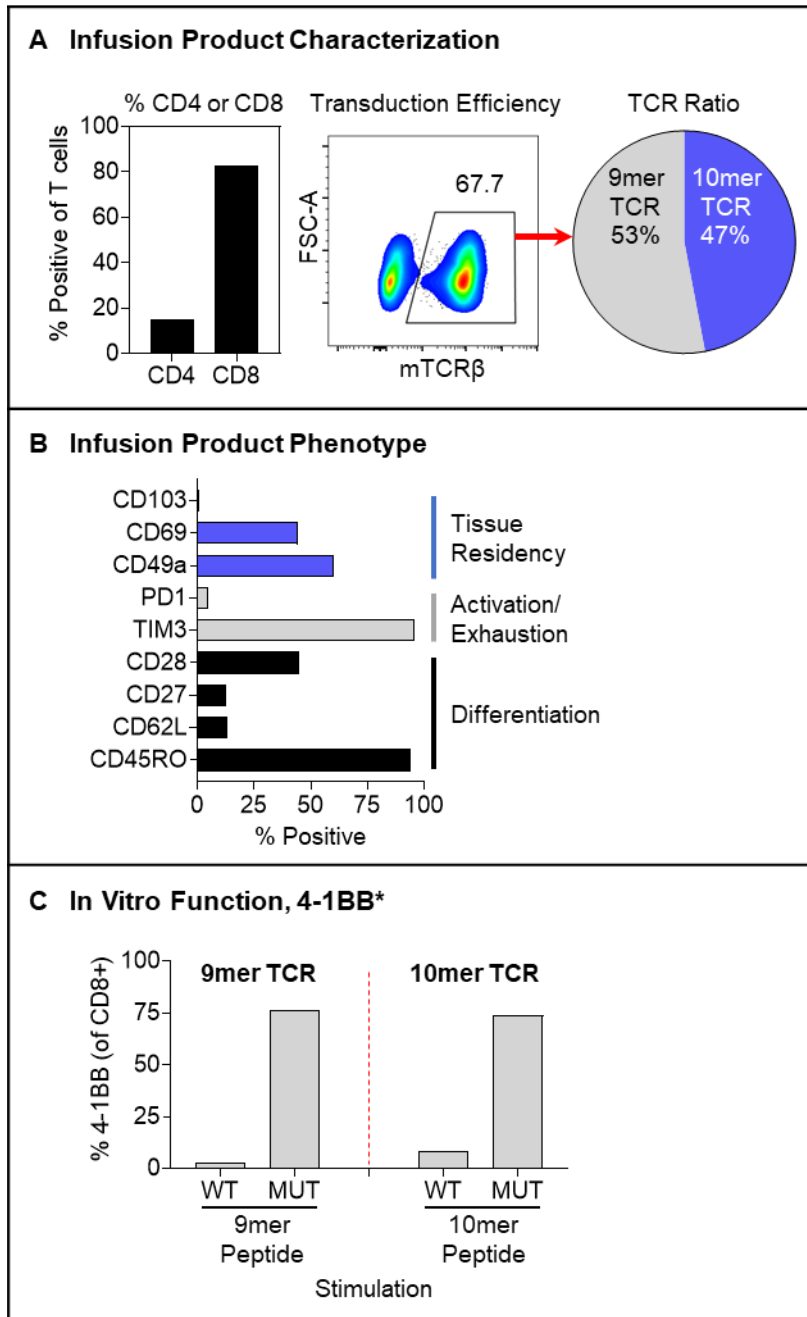 A Infusion Product Characterization
% CD4 or CD8
% Positive of T cells
100
80
60
40
20
0
CD4 CD8
Transduction Efficiency
FSC-A
67.7
mTCRβ
TCR Ratio
9mer
TCR
53%
10mer
TCR
47%
B Infusion Product Phenotype
CD103
CD69
CD49a
PD1
TIM3
CD28
CD27
CD62L
CD45RO
0 25 50 75 100
% Positive
Tissue
Residency
Activation/
Exhaustion
Differentiation
C In Vitro Function, 4-1BB*
% 4-1BB (of CD8+)
100
75
50
25
0
9mer TCR
10mer TCR
WT MUT
9mer
Peptide
WT MUT
10mer
Peptide
Stimulation